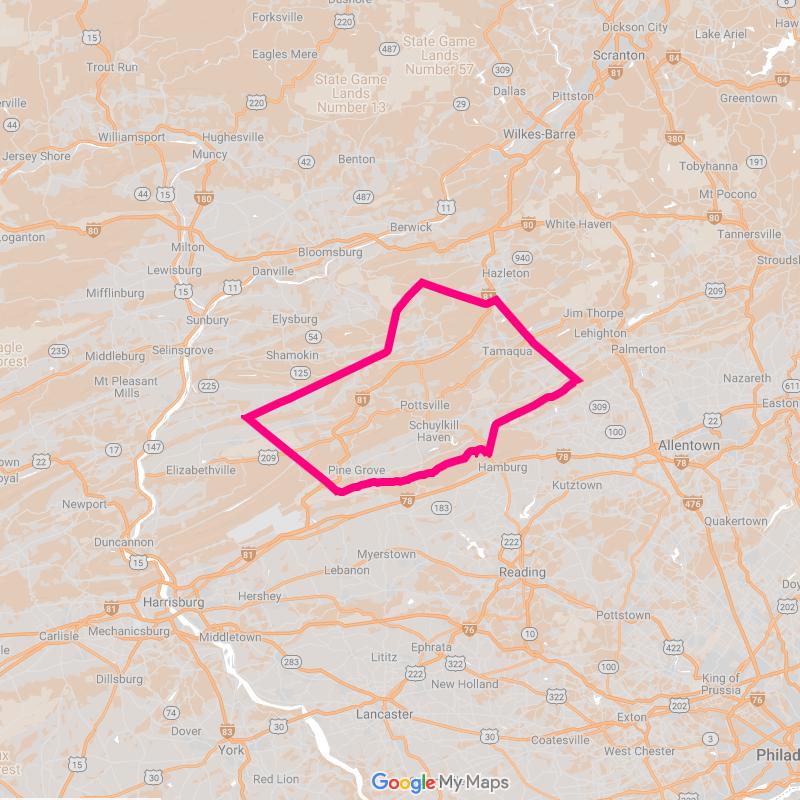 Dushore
Forksville
220
Dickson City
6
15
487
State Game
Lands
Number 57
Lake Ariel
Eagles Mere
Scranton
84
81
84
Trout Run
309
State Game
Lands
Number 13
Dallas
Pittston
Greentown
220
29
erville
44
Williamsport
Hughesville
Wilkes-Barre
380
Jersey Shore
Muncy
42
Benton
191
Tobyhanna
44
15
180
487
Mt Pocono
11
80
80
Berwick
White Haven
Loganton
80
Tannersville
Milton
Bloomsburg
940
Stroudsb
Lewisburg
Danville
Hazleton
15
11
209
Mifflinburg
81
Sunbury
Elysburg
Jim Thorpe
54
Lehighton
eagle
orest
235
Middleburg
Selinsgrove
Shamokin
Tamaqua
Palmerton
125
Mt Pleasant
Mills
225
Nazareth
611
81
Pottsville
309
Easton
22
Schuylkill
Haven
100
147
17
Allentown
209
78
78
own
oyal
22
Elizabethville
Pine Grove
Hamburg
Kutztown
Newport
78
183
476
Quakertown
Duncannon
222
15
81
Myerstown
Lebanon
Reading
Doy
Harrisburg
Hershey
202
81
Pottstown
Carlisle
Mechanicsburg
Middletown
76
10
422
Ephrata
Lititz
322
100
283
222
King of
Prussia
Dillsburg
New Holland
322
76
74
202
Lancaster
Exton
Dover
83
30
30
3
York
Coatesville
Philad
15
30
West Chester
Red Lion
Google My Maps